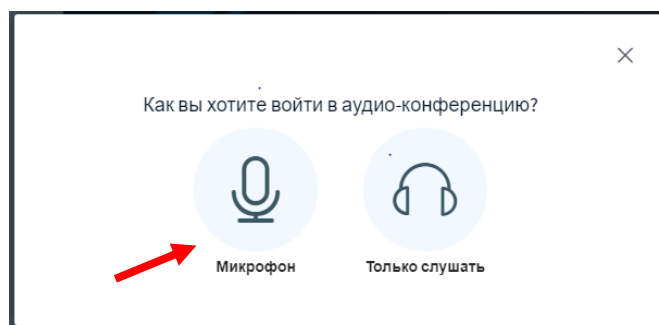 Как вы хотите войти в аудио-конференцию?
Микрофон
Только слушать